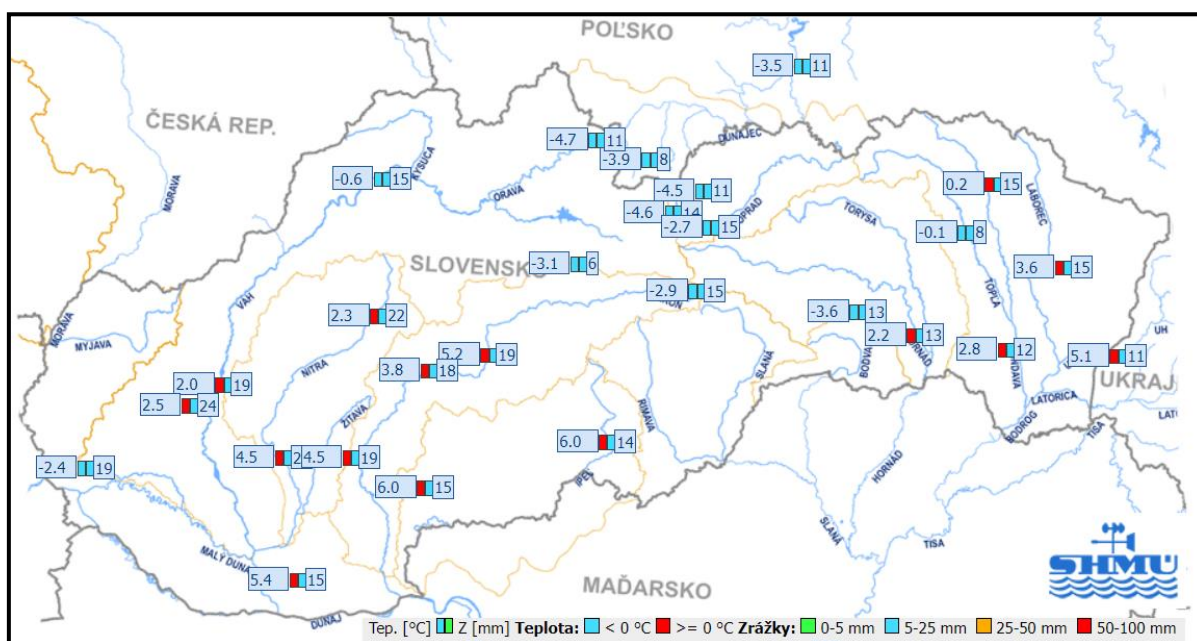 POĽSKO
-3.5 11
ČESKÁ REP.
DUNAJEC
-4.7 11
-3.9 8
KYSUCA
MORAVA
-0.6 15
ORAVA
-4.5 11
0.2 15
LABOREC
-4.6 14
-2.7 15
TORYSA
-0.1 8
SLOVENSKO
-3.1 6
3.6 15
TOPĽA
VÁH
-2.9 15
2.3 22
-3.6 13
MORAVA
MYJAVA
2.2 13
UH
NITRA
5.2 19
3.8 18
SLANÁ
BODVA
2.8 12
5.1 11
UKRAJ
2.0 19
2.5 24
ŽITAVA
RIMAVA
LATORICA
BODROG
TISA
6.0 14
4.5 2
4.5 19
-2.4 19
IPEĽ
HORNÁD
6.0 15
SLANÁ
TISA
MALÝ DUNA
5.4 15
MAĎARSKO
SHMÚ
DUNAJ
Tep. [ºC] Z [mm] Teplota: < 0 ºC >= 0 ºC Zrážky: 0-5 mm 5-25 mm 25-50 mm 50-100 mm